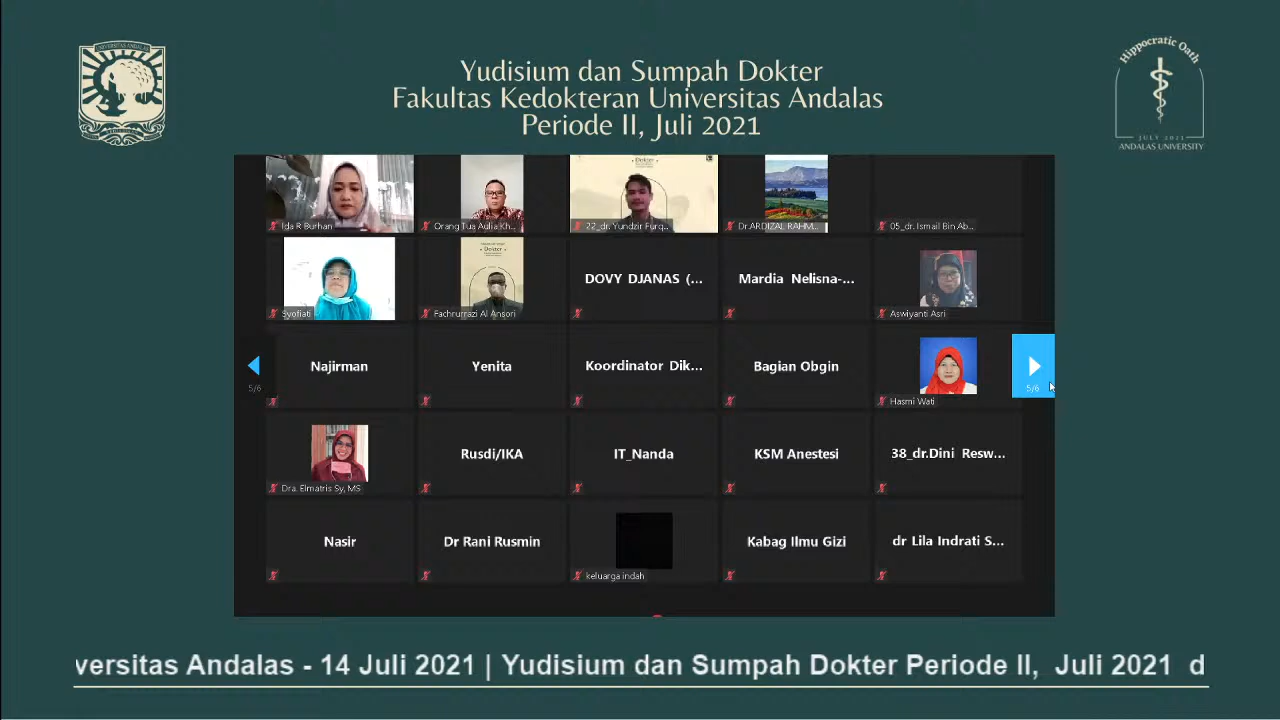 UNIVERSITAS ANDALAS
Hippocratic Oath
JULY 2021
ANDALAS UNIVERSITY
Yudisium dan Sumpah Dokter
Fakultas Kedokteran Universitas Andalas
Periode II, Juli 2021
Ida R Burhan
Orang Tua Aulia Kh...
22_dr. Yundzir Furq...
Dr.ARDIZAL RAHM...
05_dr. Ismail Bin Ab...
Dokter
Syofiati
Fachrurrazi Al Ansori
DOVY DJANAS (...
Mardia Nelisna-...
Aswiyanti Asri
Dokter
Najirman
Yenita
Koordinator Dik...
Bagian Obgin
Hasmi Wati
5/6
5/6
Dra. Elmatris Sy, MS
Rusdi/IKA
IT_Nanda
KSM Anestesi
38_dr.Dini Resw...
Nasir
Dr Rani Rusmin
keluarga indah
Kabag Ilmu Gizi
dr Lila Indrati S...
versitas Andalas - 14 Juli 2021 | Yudisium dan Sumpah Dokter Periode II, Juli 2021 d